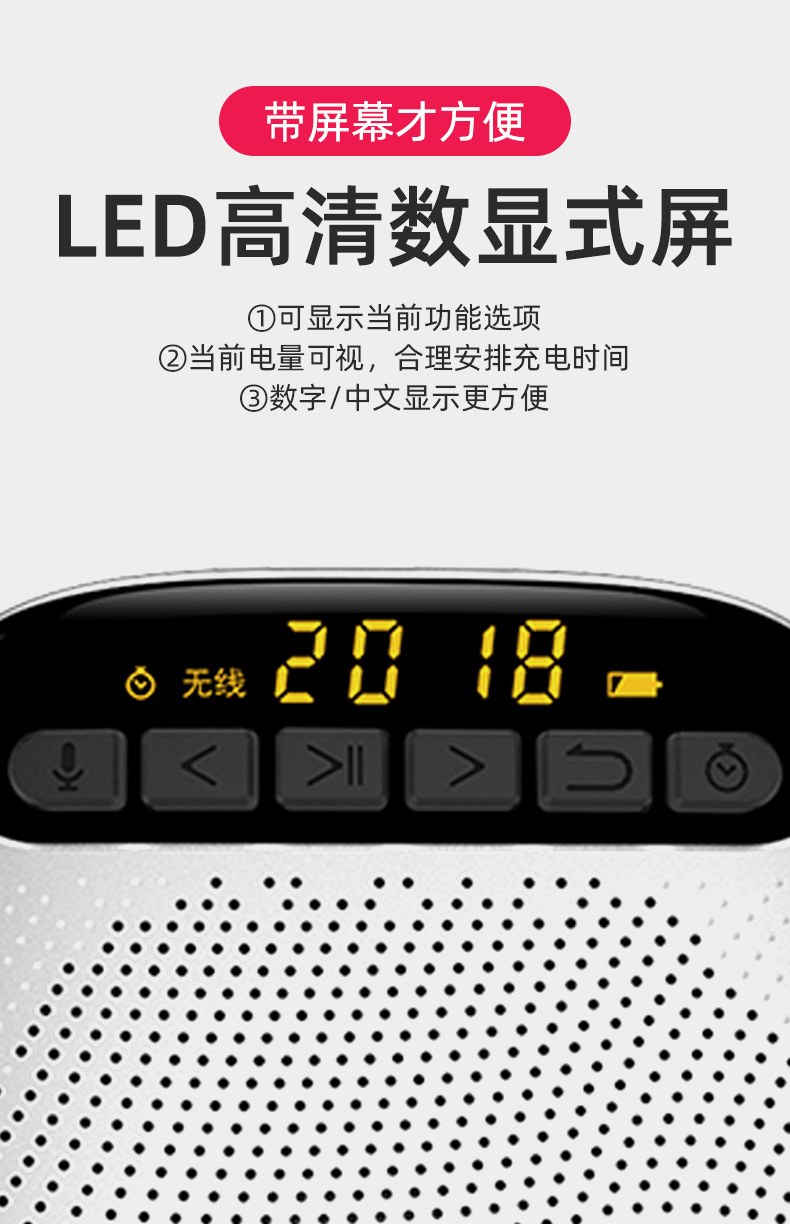 带屏幕才方便
LED高清数显式屏
①可显示当前功能选项
②当前电量可视，合理安排充电时间
③数字/中文显示更方便
无线 20 18